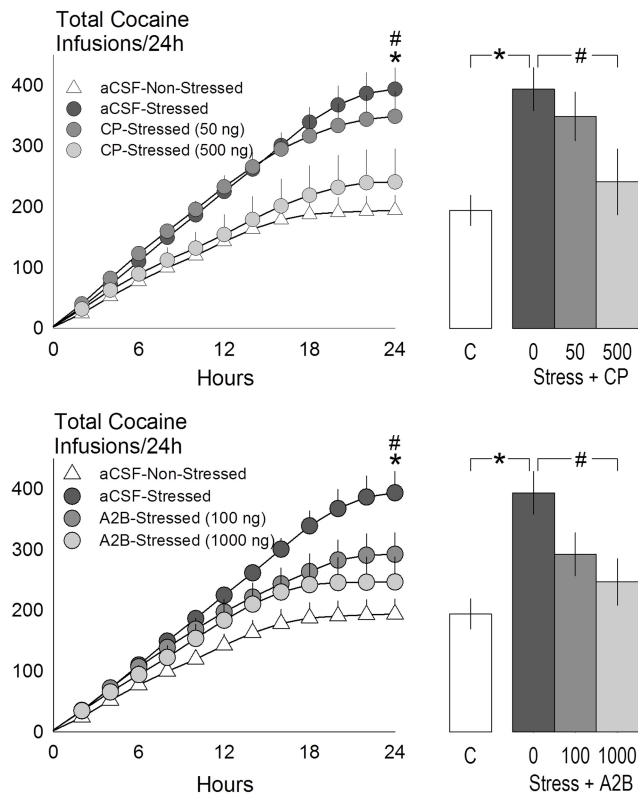 Total Cocaine
Infusions/24h
#
*
400
300
200
100
0
aCSF-Non-Stressed
aCSF-Stressed
CP-Stressed (50 ng)
CP-Stressed (500 ng)
0 6 12 18 24
Hours
* #
C 0 50 500
Stress + CP
Total Cocaine
Infusions/24h
#
*
400
300
200
100
0
aCSF-Non-Stressed
aCSF-Stressed
A2B-Stressed (100 ng)
A2B-Stressed (1000 ng)
0 6 12 18 24
Hours
* #
C 0 100 1000
Stress + A2B